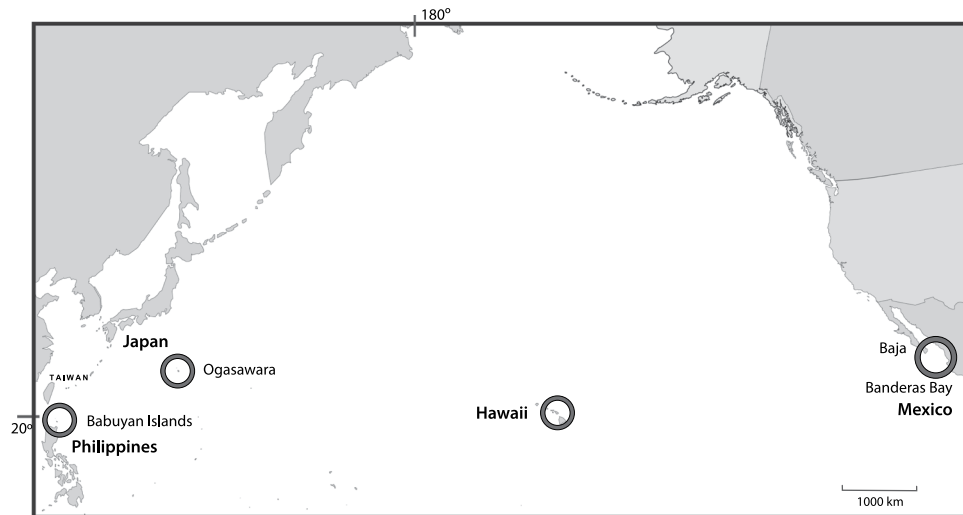 180º
Japan
Ogasawara
TAIWAN
Babuyan Islands
20º
Philippines
Hawaii
Baja
Banderas Bay
Mexico
1000 km